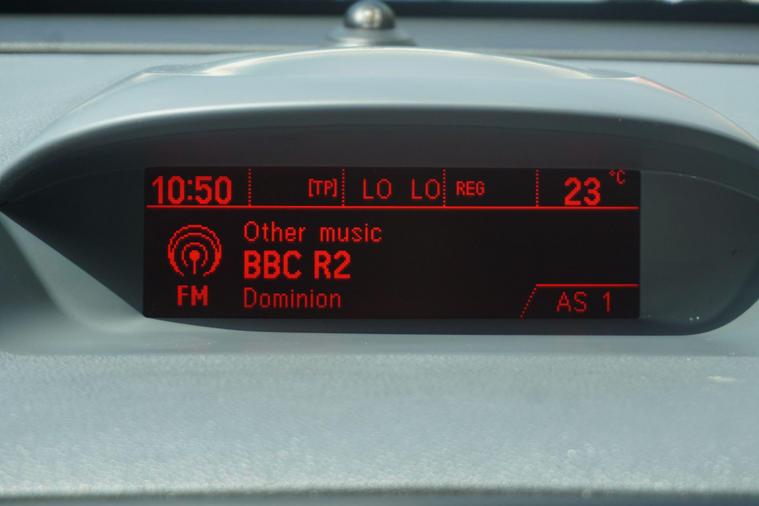 10:50 [TP] LO LO REG 23 °C
Other music
BBC R2
FM Dominion
AS 1